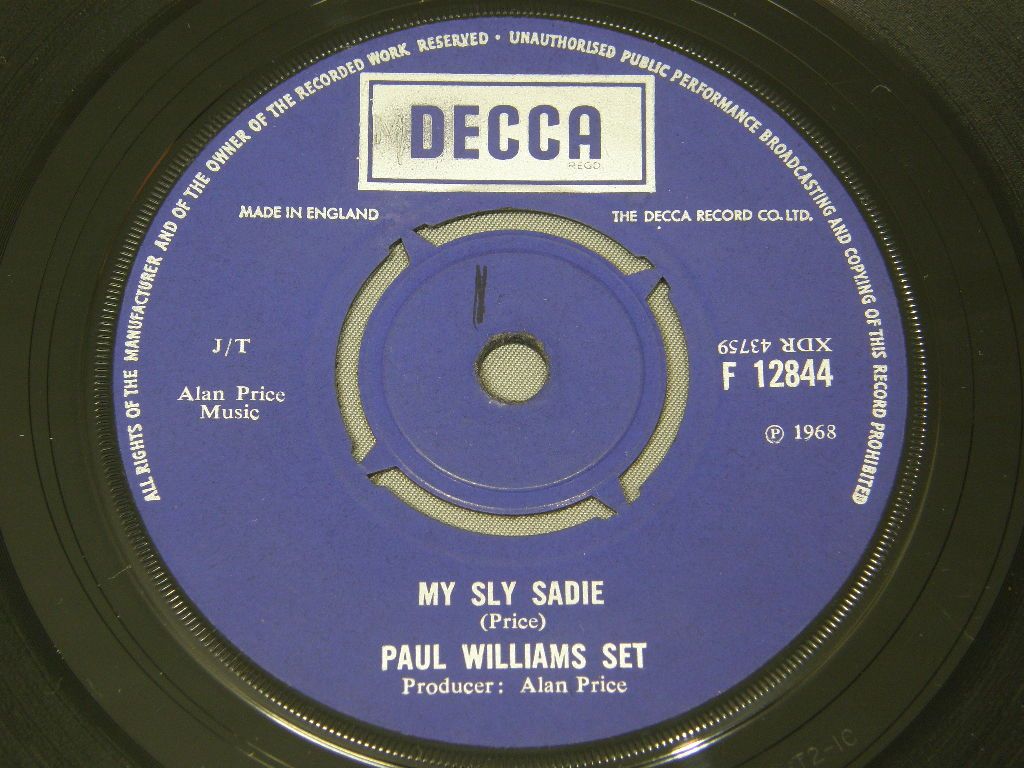 ALL RIGHTS OF THE MANUFACTURER AND OF THE OWNER OF THE RECORDED WORK RESERVED • UNAUTHORISED PUBLIC PERFORMANCE BROADCASTING AND COPYING OF THIS RECORD PROHIBITED
DECCA
REGD.
MADE IN ENGLAND
THE DECCA RECORD CO. LTD.
J/T
XDR 43759
Alan Price
Music
F 12844
℗ 1968
MY SLY SADIE
(Price)
PAUL WILLIAMS SET
Producer: Alan Price